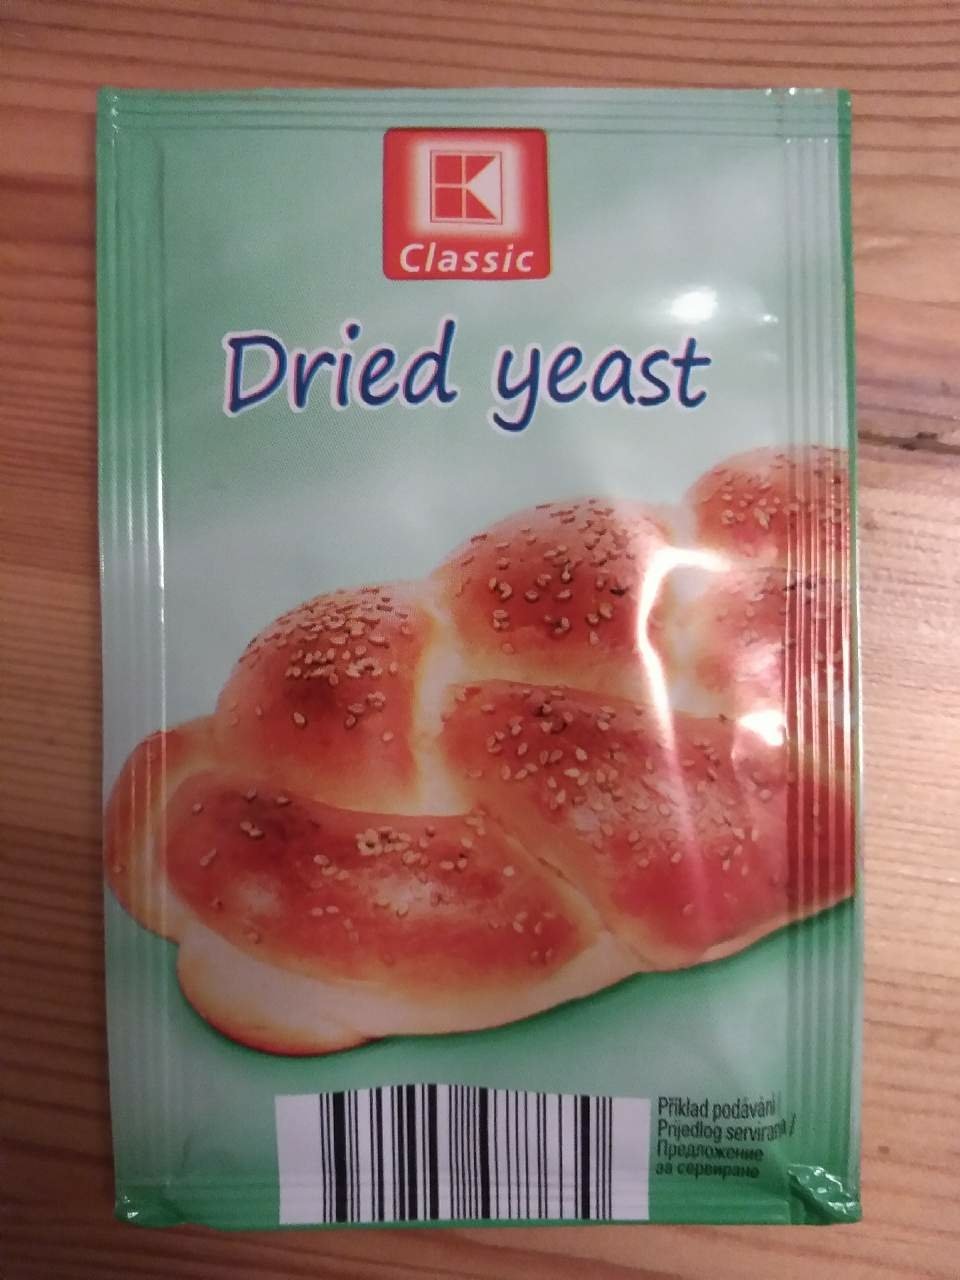 K
Classic
Dried yeast
Příklad podávání /
Prijedlog serviranja /
Предложение
за сервиране